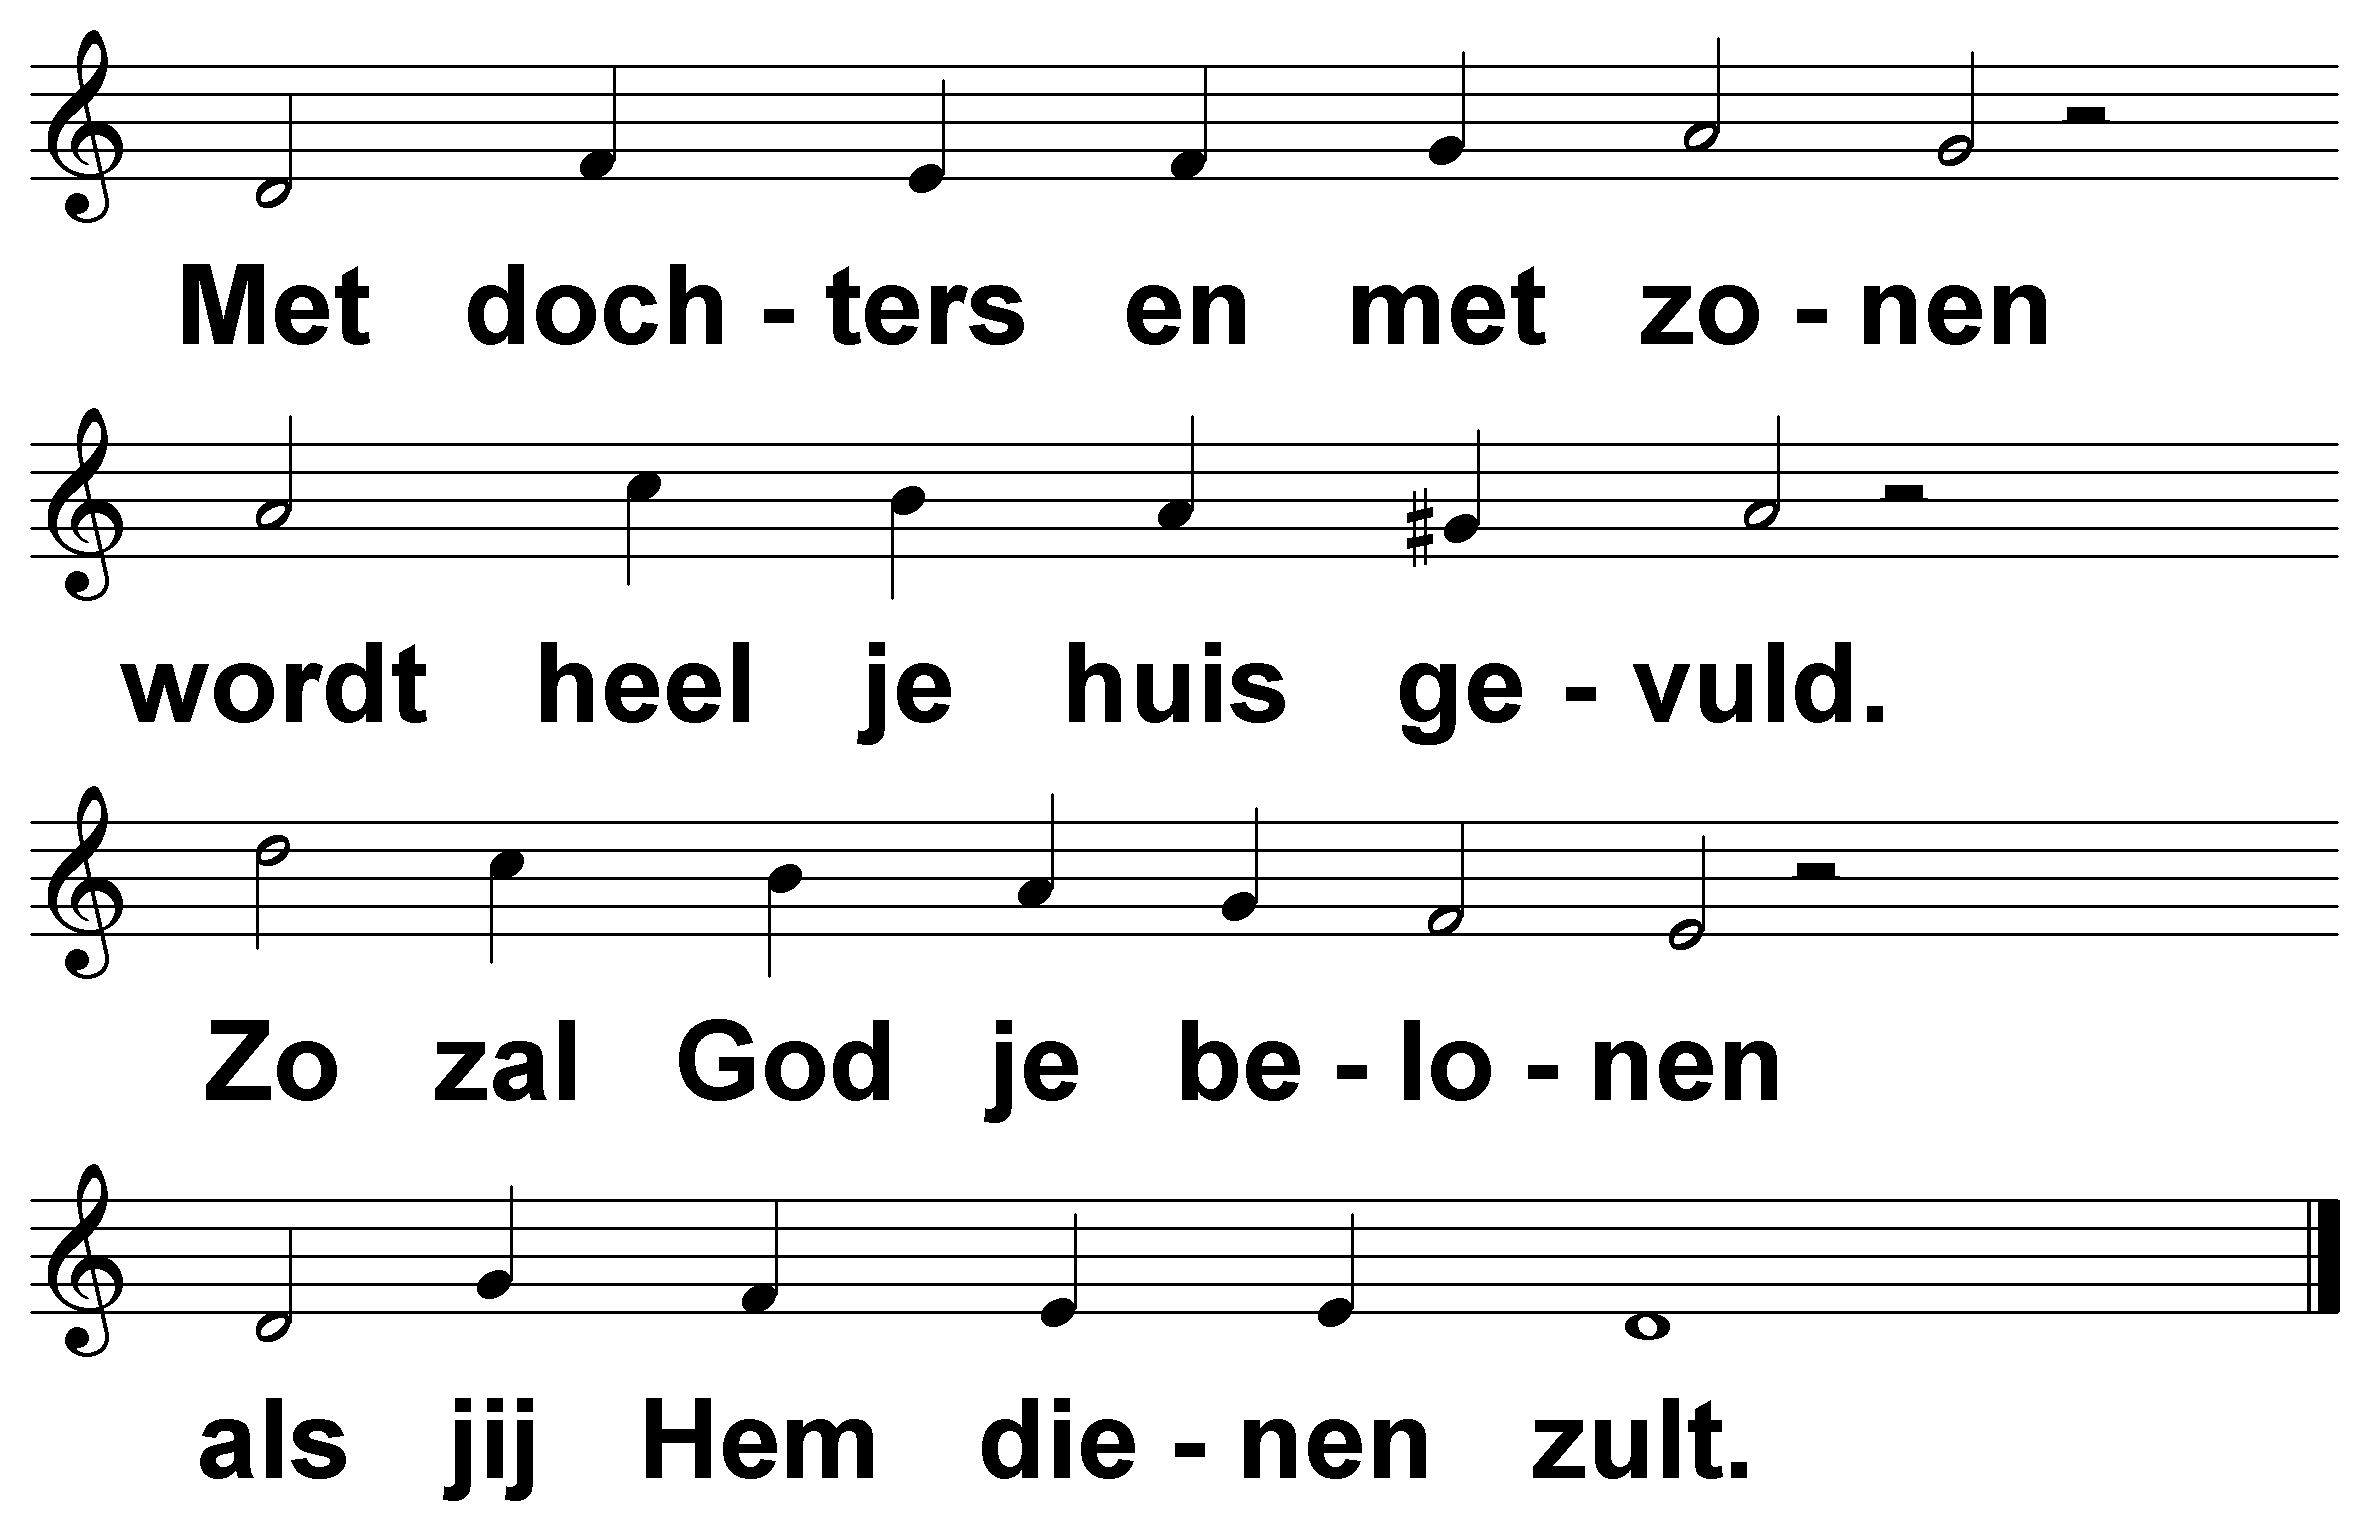 Met doch - ters en met zo - nen
wordt heel je huis ge - vuld.
Zo zal God je be - lo - nen
als jij Hem die - nen zult.